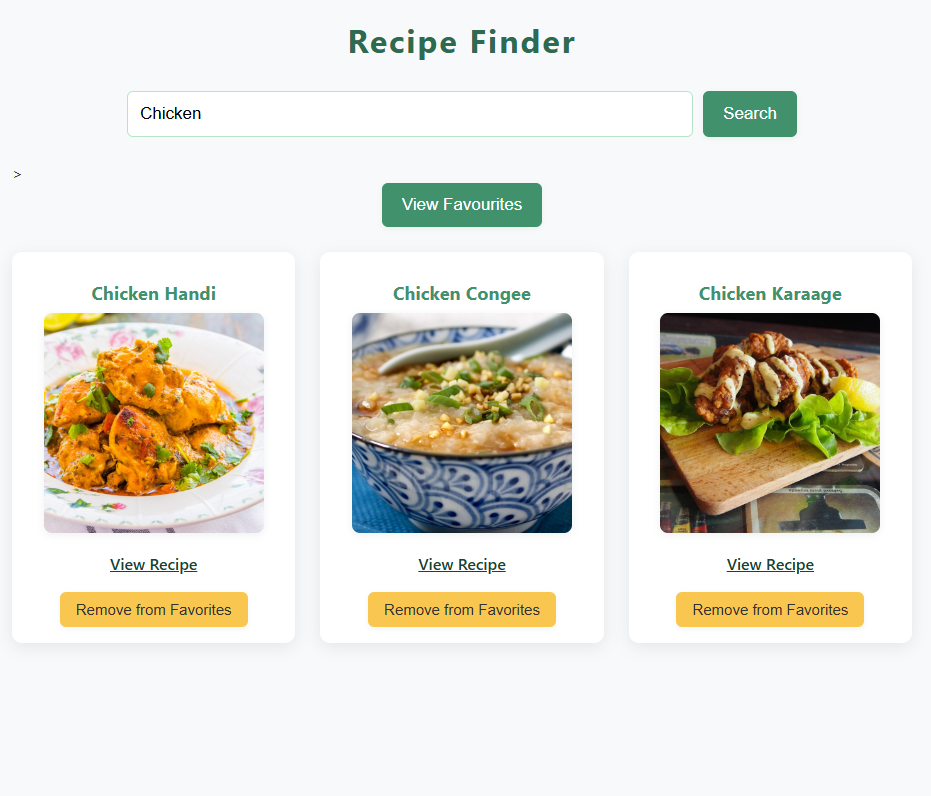 Recipe Finder
Chicken
Search
>
View Favourites
Chicken Handi
Chicken Congee
Chicken Karaage
View Recipe
View Recipe
View Recipe
Remove from Favorites
Remove from Favorites
Remove from Favorites